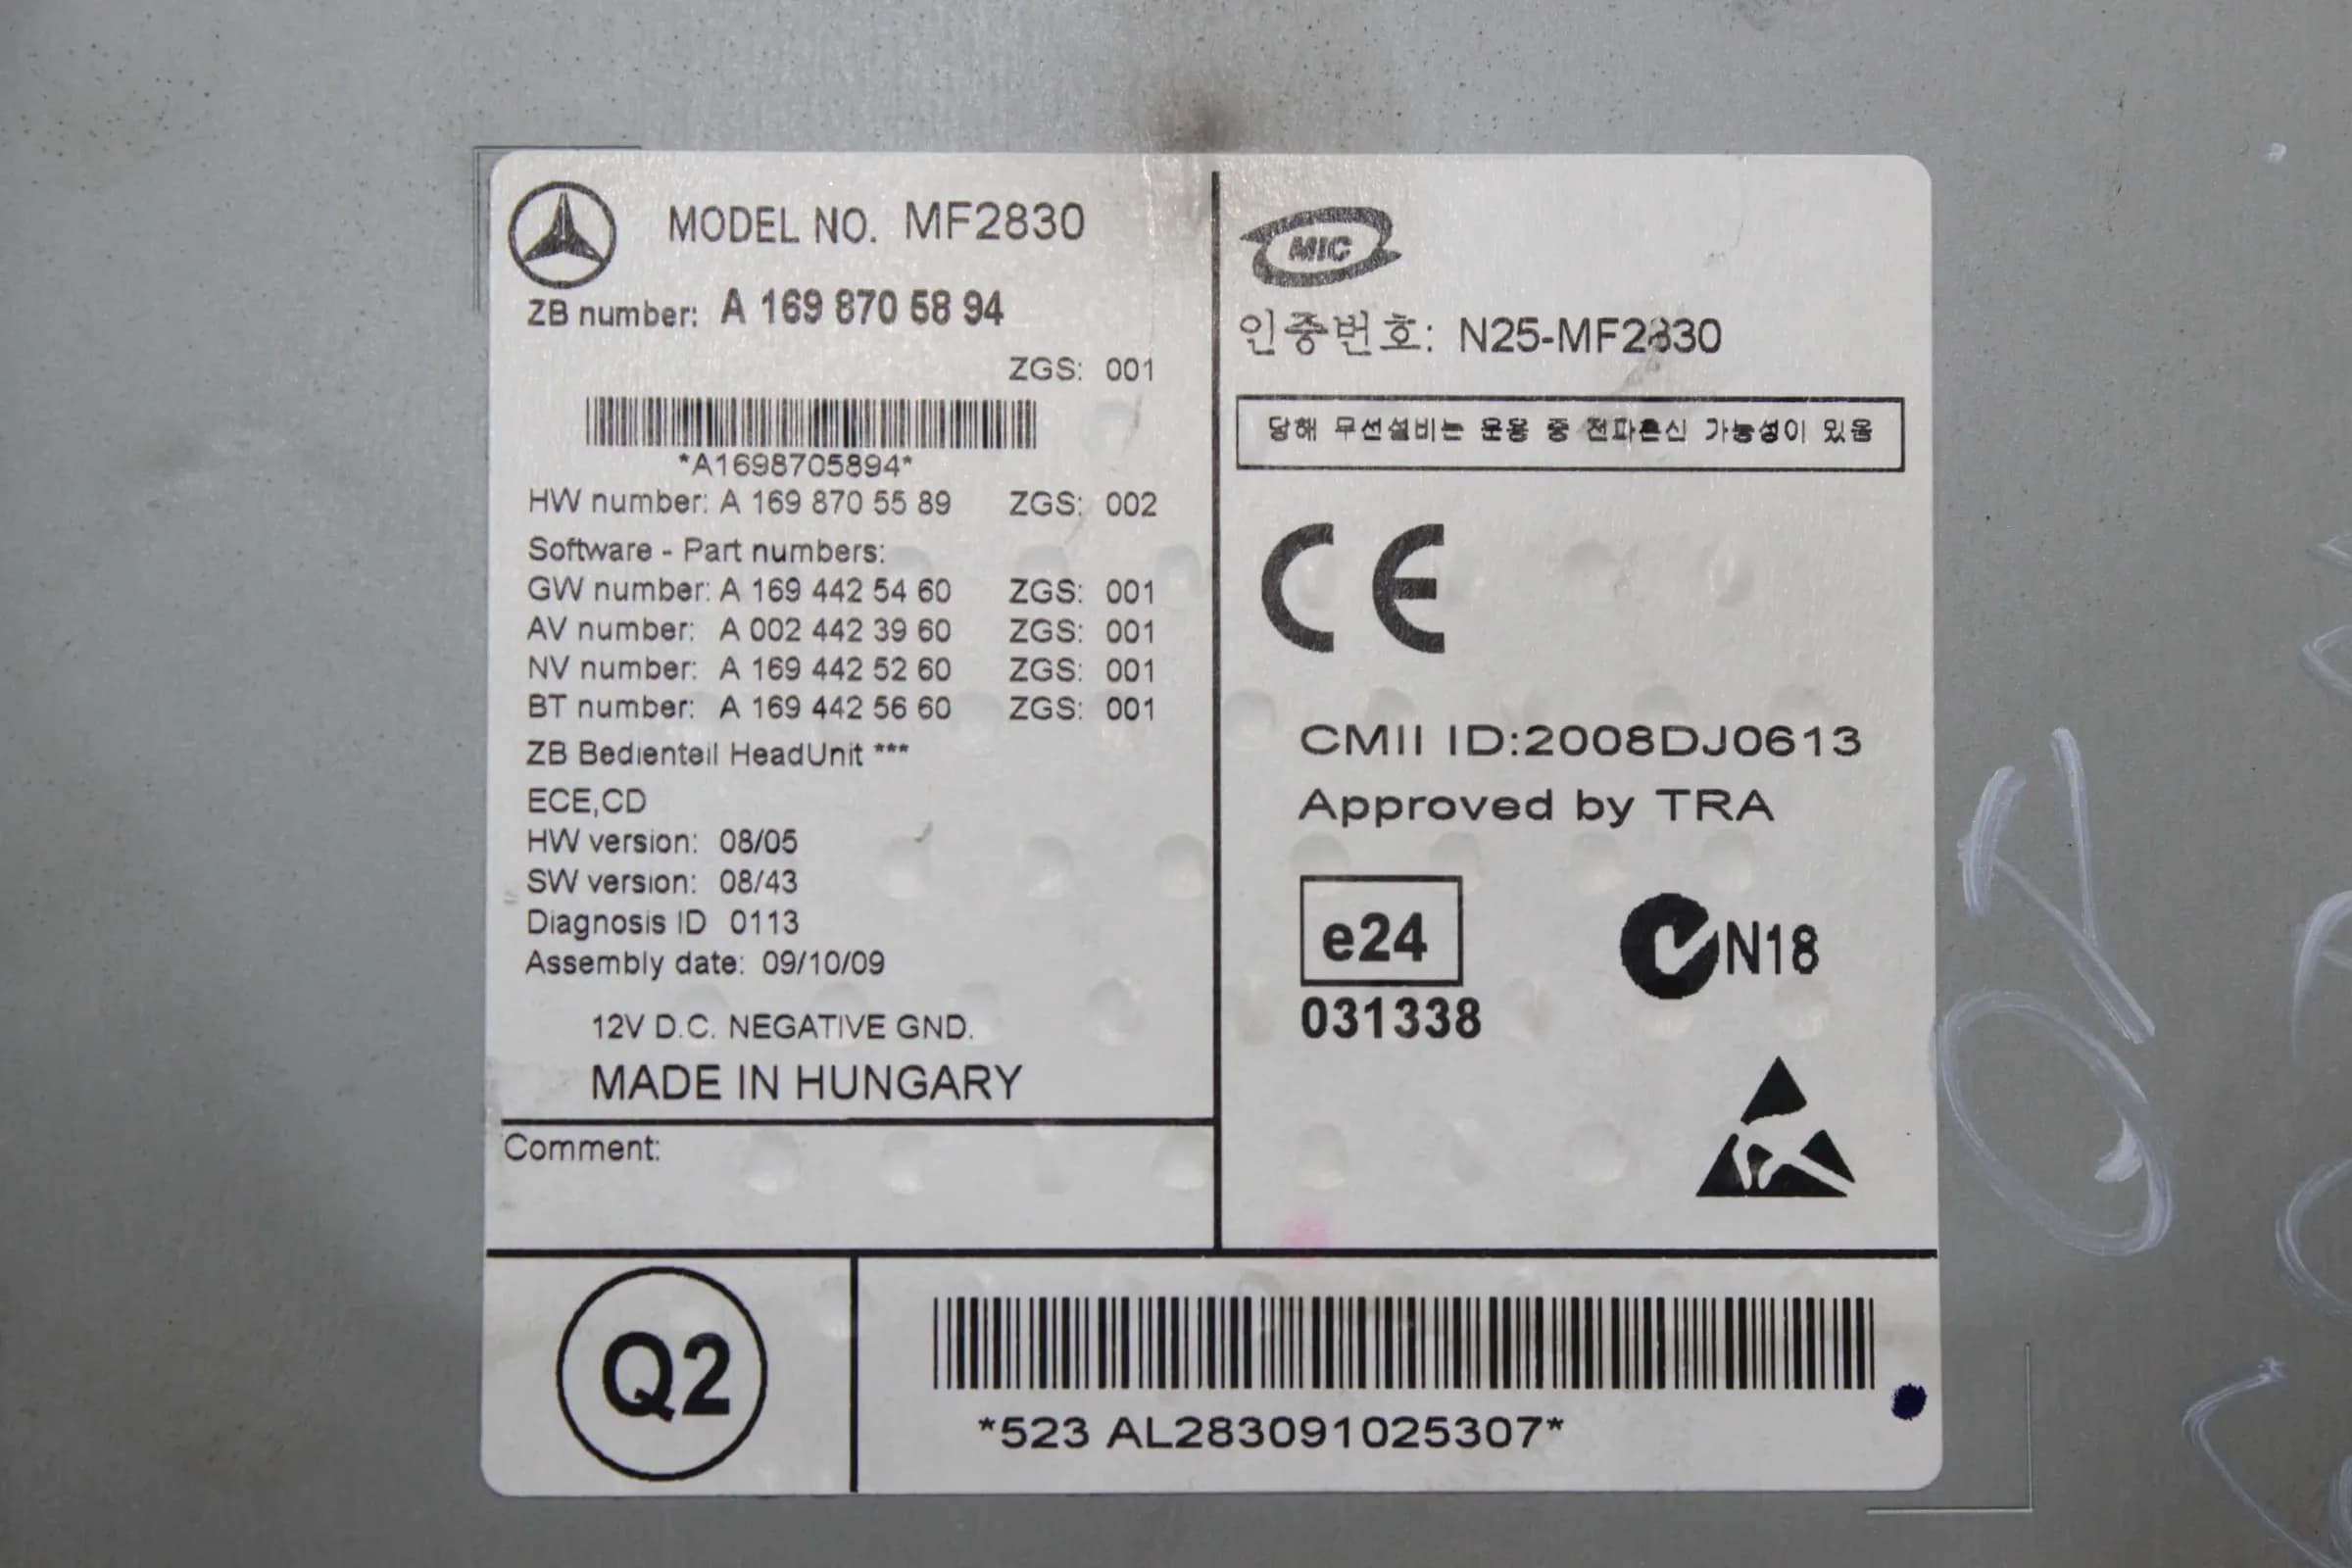 MODEL NO. MF2830
ZB number: A 169 870 58 94
ZGS: 001
*A1698705894*
HW number: A 169 870 55 89 ZGS: 002
Software - Part numbers:
GW number: A 169 442 54 60 ZGS: 001
AV number: A 002 442 39 60 ZGS: 001
NV number: A 169 442 52 60 ZGS: 001
BT number: A 169 442 56 60 ZGS: 001
ZB Bedienteil HeadUnit ***
ECE,CD
HW version: 08/05
SW version: 08/43
Diagnosis ID 0113
Assembly date: 09/10/09
12V D.C. NEGATIVE GND.
MADE IN HUNGARY
Comment:
MIC
인증번호: N25-MF2830
당해 무선설비는 운용 중 전파혼신 가능성이 있음
CE
CMII ID:2008DJ0613
Approved by TRA
e24
031338
N18
Q2
*523 AL283091025307*